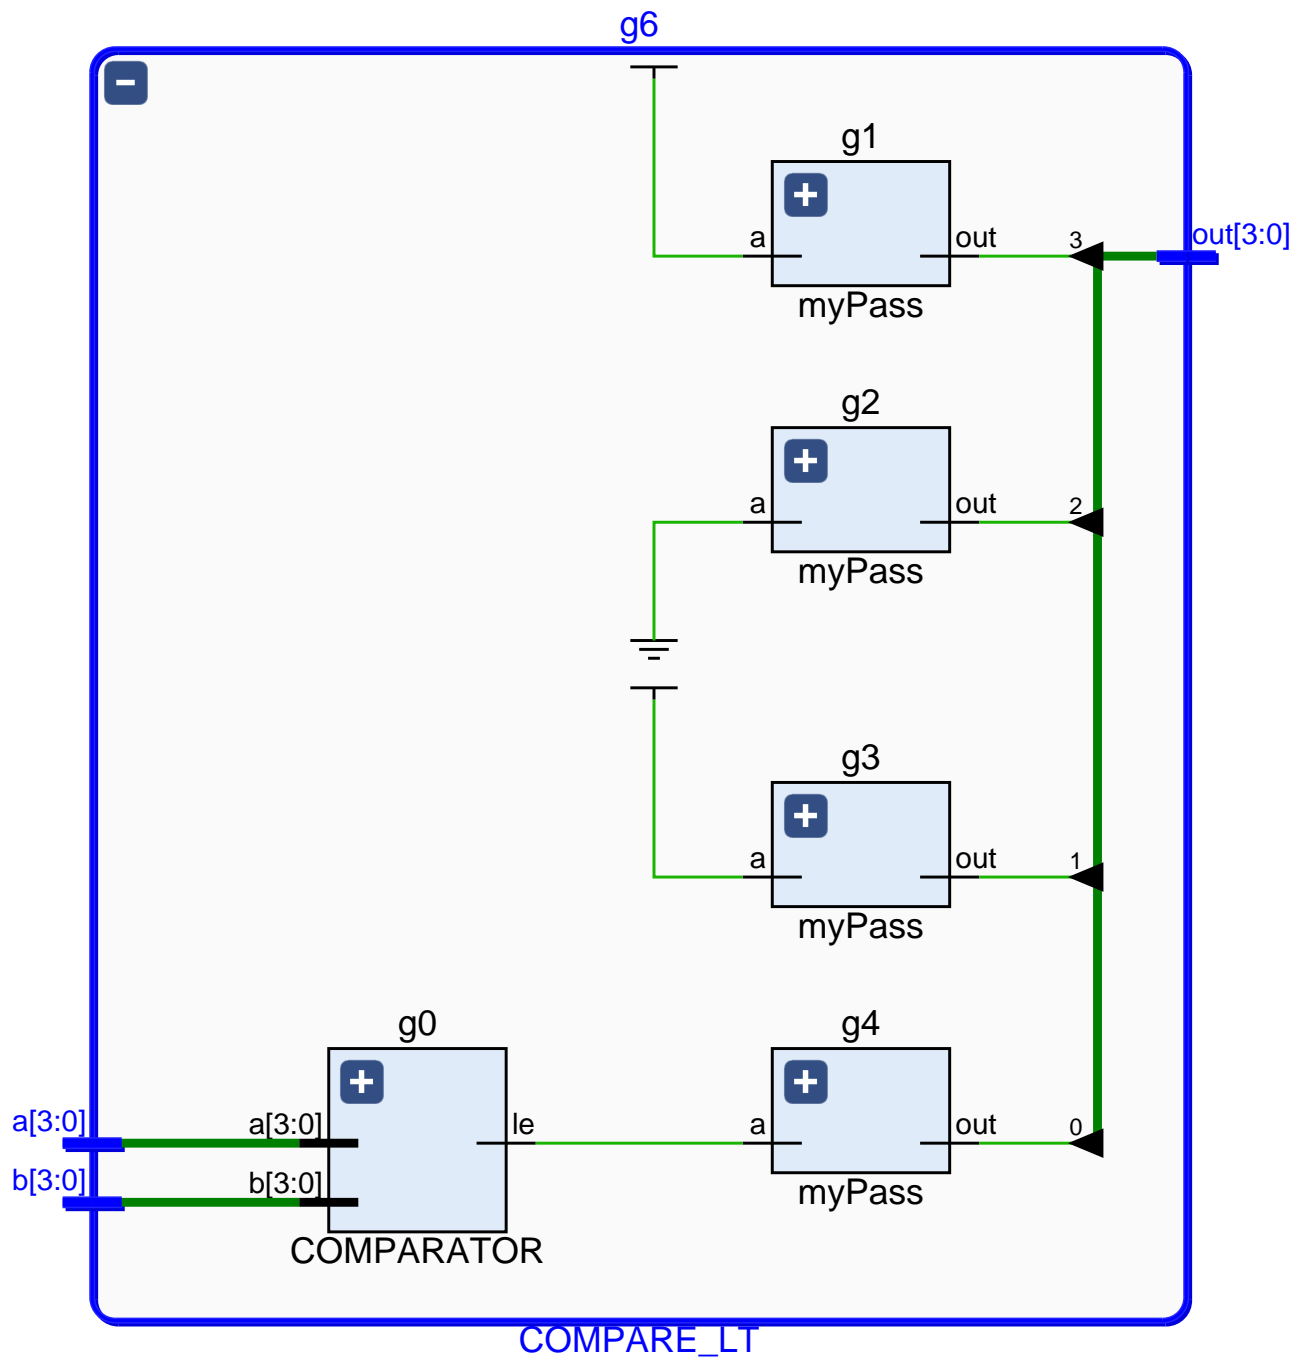 g6
g1
a
out
3
out[3:0]
myPass
g2
a
out
2
myPass
g3
a
out
1
myPass
g0
g4
a[3:0]
a[3:0]
le
a
out
0
b[3:0]
b[3:0]
myPass
COMPARATOR
COMPARE_LT